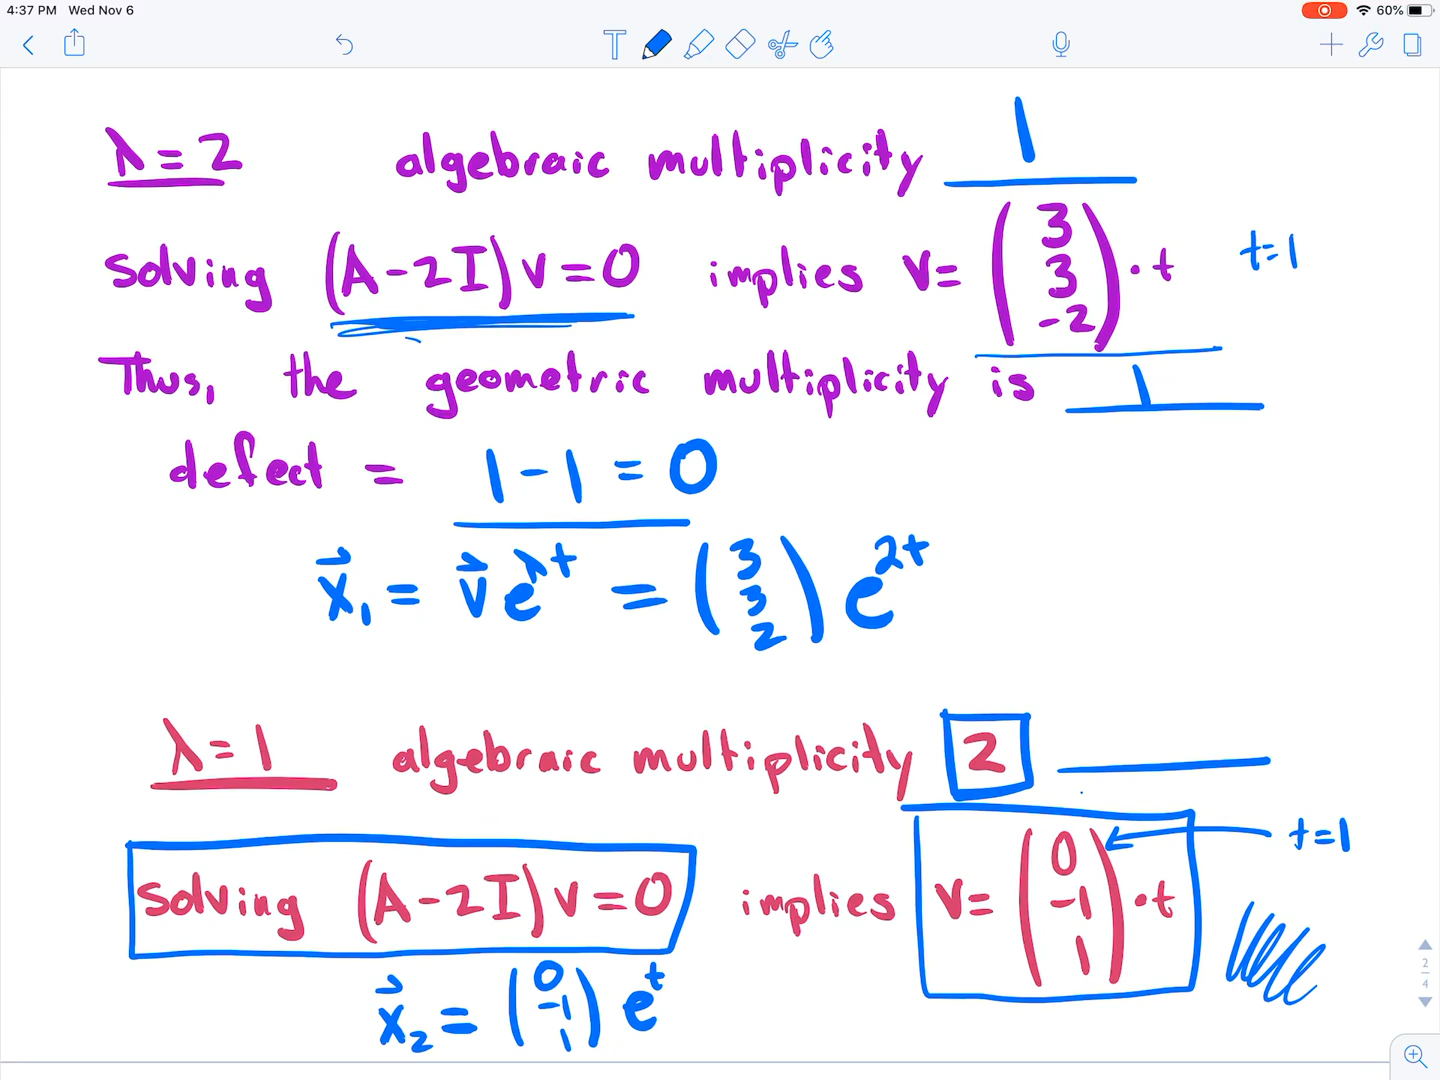 4:37 PM Wed Nov 6 60%
T
λ = 2 algebraic multiplicity 1
solving (A-2I)v=0 implies v= (3 3 -2) · t t=1
Thus, the geometric multiplicity is 1
defect = 1-1=0
x⃗₁ = v⃗e^λt = (3 3 2) e^2t
λ=1 algebraic multiplicity 2
solving (A-2I)v=0 implies v= (0 -1 1) · t t=1
x⃗₂ = (0 -1 1) e^t
2
4